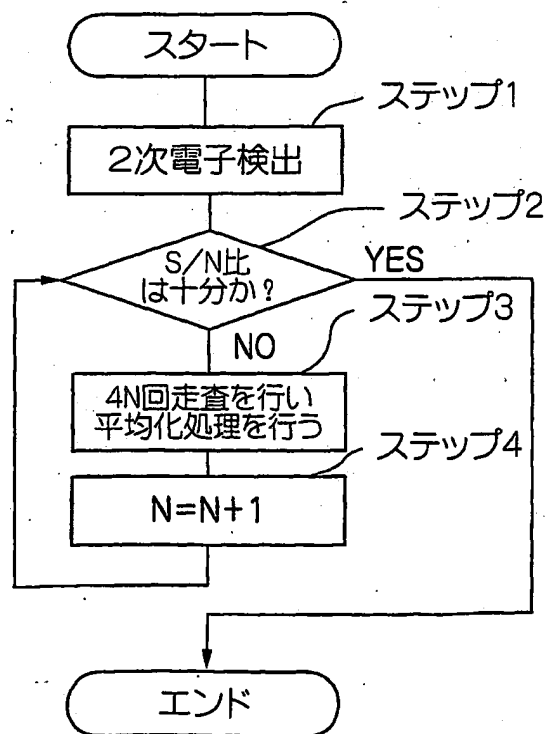 スタート
ステップ1
2次電子検出
ステップ2
S/N比
は十分か?
YES
ステップ3
NO
4N回走査を行い
平均化処理を行う
ステップ4
N=N+1
エンド